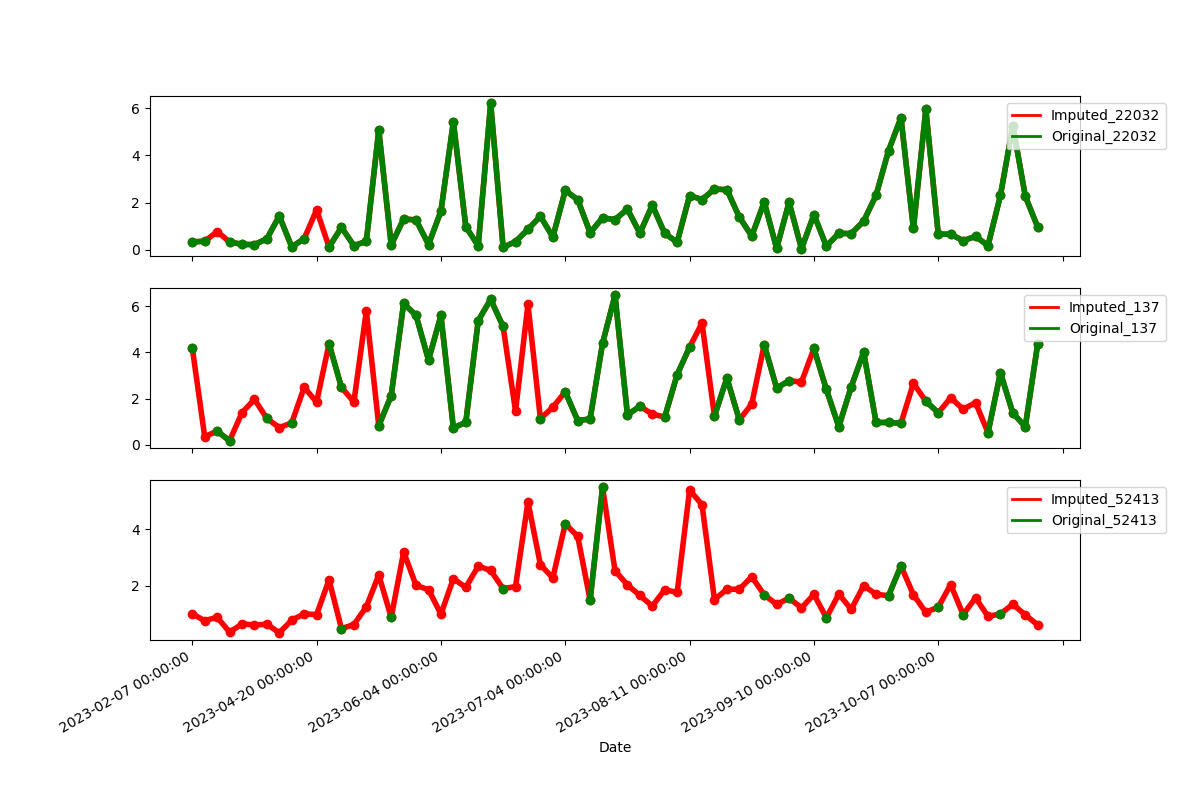 6
4
2
0
Imputed_22032
Original_22032
6
4
2
0
Imputed_137
Original_137
4
2
Imputed_52413
Original_52413
2023-02-07 00:00:00
2023-04-20 00:00:00
2023-06-04 00:00:00
2023-07-04 00:00:00
2023-08-11 00:00:00
2023-09-10 00:00:00
2023-10-07 00:00:00
Date